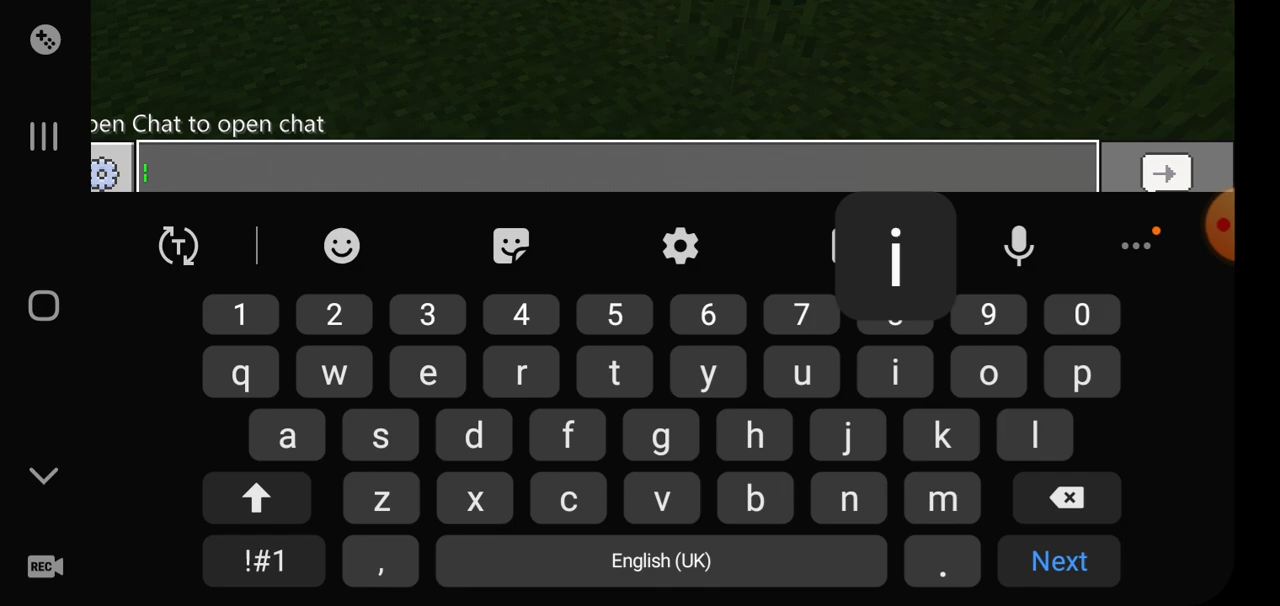 pen Chat to open chat
i
1 2 3 4 5 6 7 9 0
q w e r t y u i o p
a s d f g h j k l
z x c v b n m
!#1 , English (UK) . Next
REC